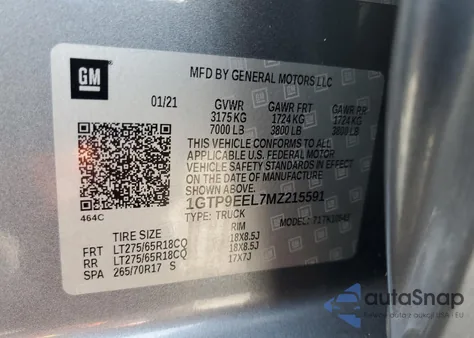 GM
MFD BY GENERAL MOTORS LLC
01/21 GVWR GAWR FRT GAWR RR
3175 KG 1724 KG 1724 KG
7000 LB 3800 LB 3800 LB
THIS VEHICLE CONFORMS TO ALL
APPLICABLE U.S. FEDERAL MOTOR
VEHICLE SAFETY STANDARDS IN
EFFECT ON THE DATE OF
MANUFACTURE SHOWN ABOVE.
1GTP9EEL7MZ215591
464C
TYPE: TRUCK MODEL:
TIRE SIZE RIM
FRT LT275/65R18CQ 18X8.5J
RR LT275/65R18CQ 18X8.5J
SPA 265/70R17 S 17X7J
autaSnap